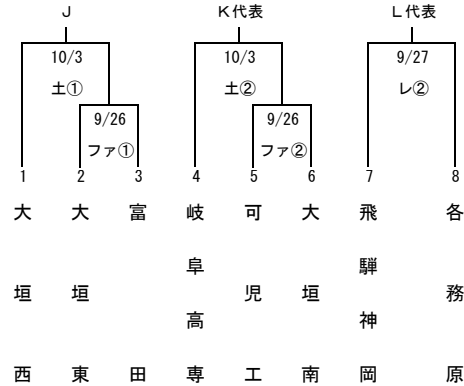 J
K代表
L代表
10/3
10/3
9/27
土①
土②
レ②
9/26
9/26
ファ①
ファ②
1 2 3 4 5 6 7 8
大垣西
大垣東
富田
岐阜高専
可児工
大垣南
飛騨神岡
各務原